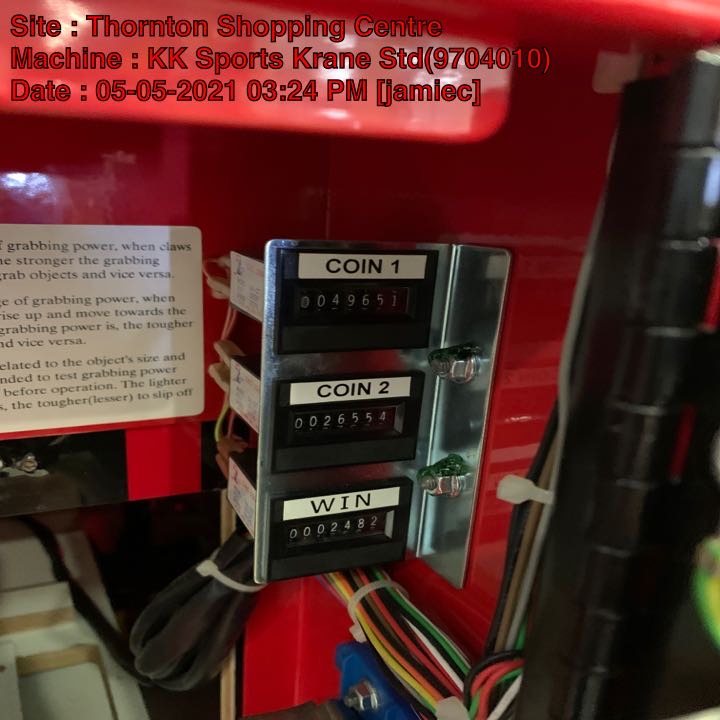 Site : Thornton Shopping Centre
Machine : KK Sports Krane Std(9704010)
Date : 05-05-2021 03:24 PM [jamiec]
f grabbing power, when claws
e stronger the grabbing
grab objects and vice versa.
ge of grabbing power, when
rise up and move towards the
grabbing power is, the tougher
nd vice versa.
elated to the object's size and
nded to test grabbing power
before operation. The lighter
s, the tougher(lesser) to slip off
COIN 1
0049651
COIN 2
0026554
WIN
0002482